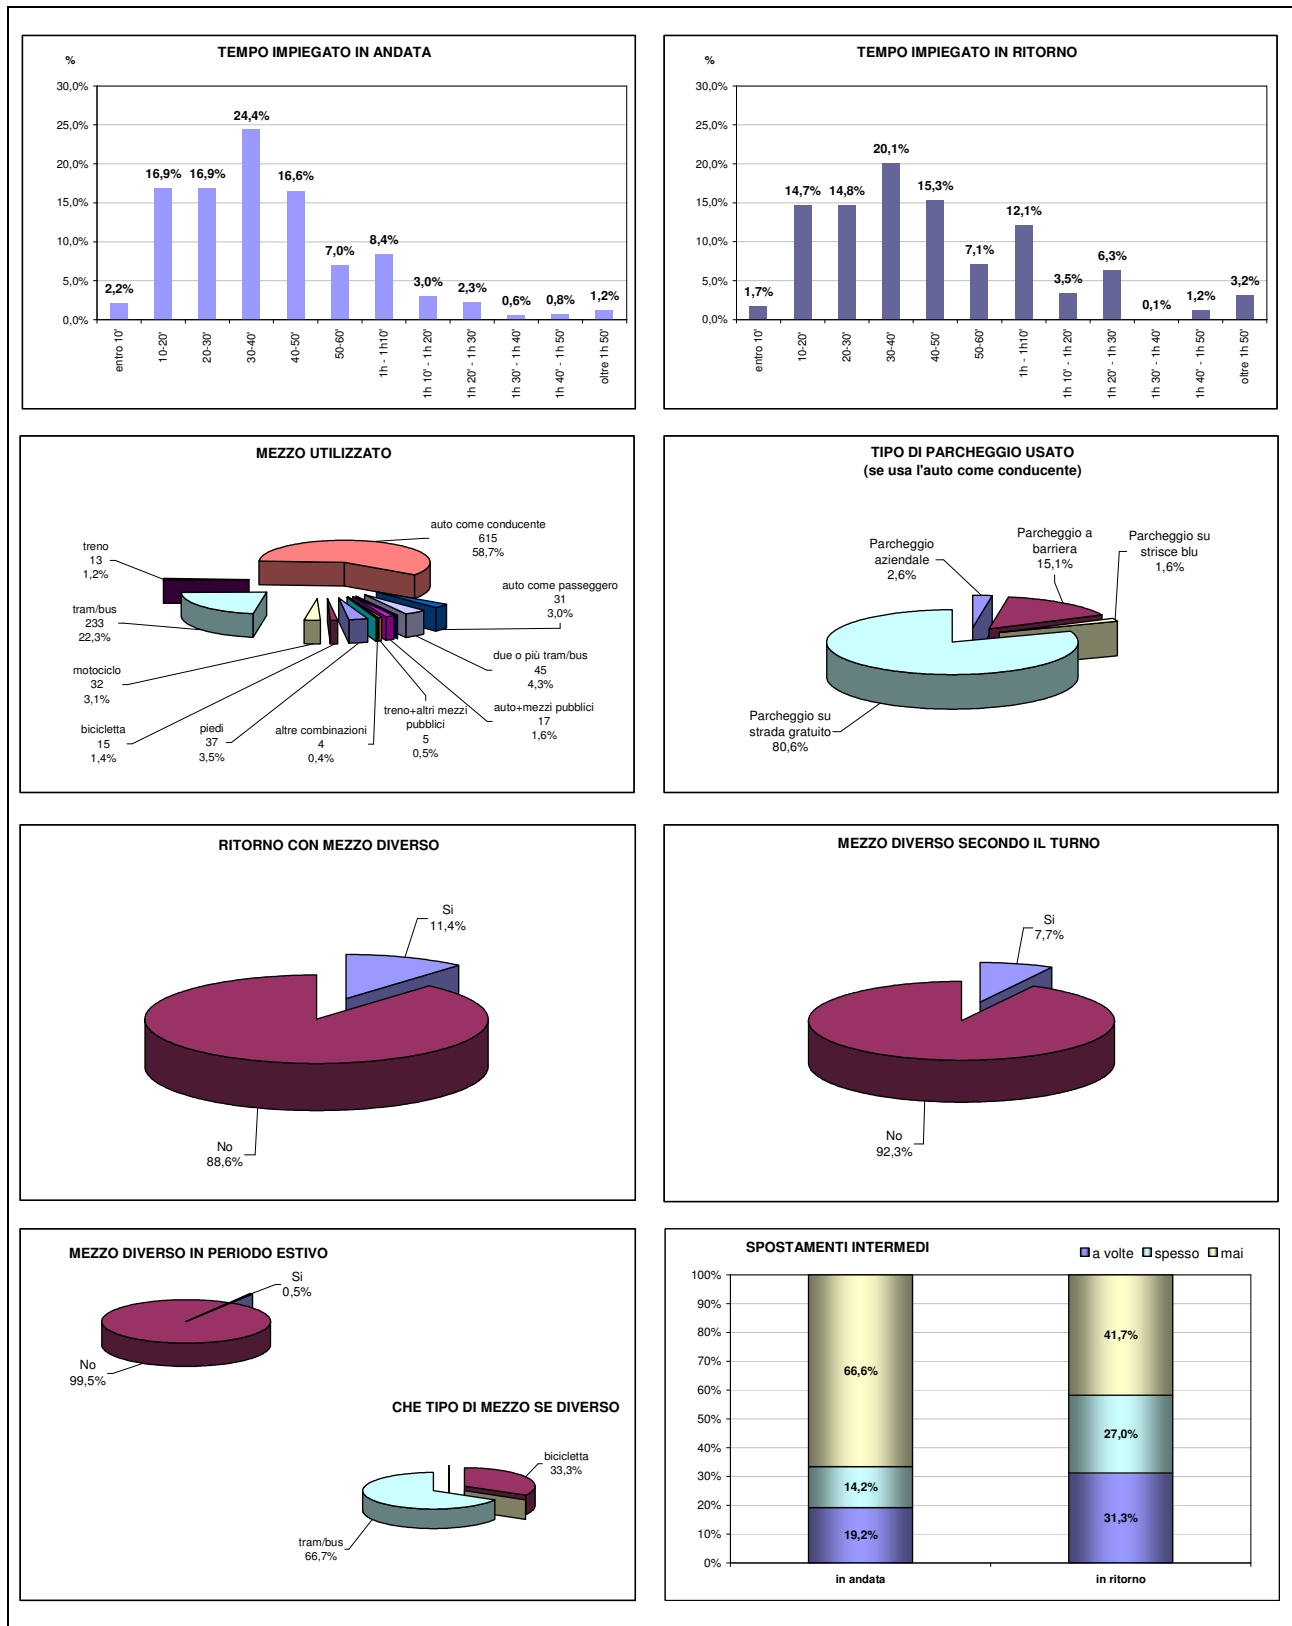 TEMPO IMPIEGATO IN ANDATA
%
30,0%
25,0%
20,0%
15,0%
10,0%
5,0%
0,0%
2,2%
16,9%
16,9%
24,4%
16,6%
7,0%
8,4%
3,0%
2,3%
0,6%
0,8%
1,2%
entro 10'
10-20'
20-30'
30-40'
40-50'
50-60'
1h - 1h10'
1h 10' - 1h 20'
1h 20' - 1h 30'
1h 30' - 1h 40'
1h 40' - 1h 50'
oltre 1h 50'
TEMPO IMPIEGATO IN RITORNO
%
30,0%
25,0%
20,0%
15,0%
10,0%
5,0%
0,0%
1,7%
14,7%
14,8%
20,1%
15,3%
7,1%
12,1%
3,5%
6,3%
0,1%
1,2%
3,2%
entro 10'
10-20'
20-30'
30-40'
40-50'
50-60'
1h - 1h10'
1h 10' - 1h 20'
1h 20' - 1h 30'
1h 30' - 1h 40'
1h 40' - 1h 50'
oltre 1h 50'
MEZZO UTILIZZATO
auto come conducente
615
58,7%
auto come passeggero
31
3,0%
due o più tram/bus
45
4,3%
auto+mezzi pubblici
17
1,6%
treno+altri mezzi
pubblici
5
0,5%
altre combinazioni
4
0,4%
piedi
37
3,5%
bicicletta
15
1,4%
motociclo
32
3,1%
tram/bus
233
22,3%
treno
13
1,2%
TIPO DI PARCHEGGIO USATO
(se usa l'auto come conducente)
Parcheggio
aziendale
2,6%
Parcheggio a
barriera
15,1%
Parcheggio su
strisce blu
1,6%
Parcheggio su
strada gratuito
80,6%
RITORNO CON MEZZO DIVERSO
Si
11,4%
No
88,6%
MEZZO DIVERSO SECONDO IL TURNO
Si
7,7%
No
92,3%
MEZZO DIVERSO IN PERIODO ESTIVO
Si
0,5%
No
99,5%
CHE TIPO DI MEZZO SE DIVERSO
bicicletta
33,3%
tram/bus
66,7%
SPOSTAMENTI INTERMEDI
a volte spesso mai
100%
90%
80%
70%
60%
50%
40%
30%
20%
10%
0%
66,6%
14,2%
19,2%
41,7%
27,0%
31,3%
in andata
in ritorno